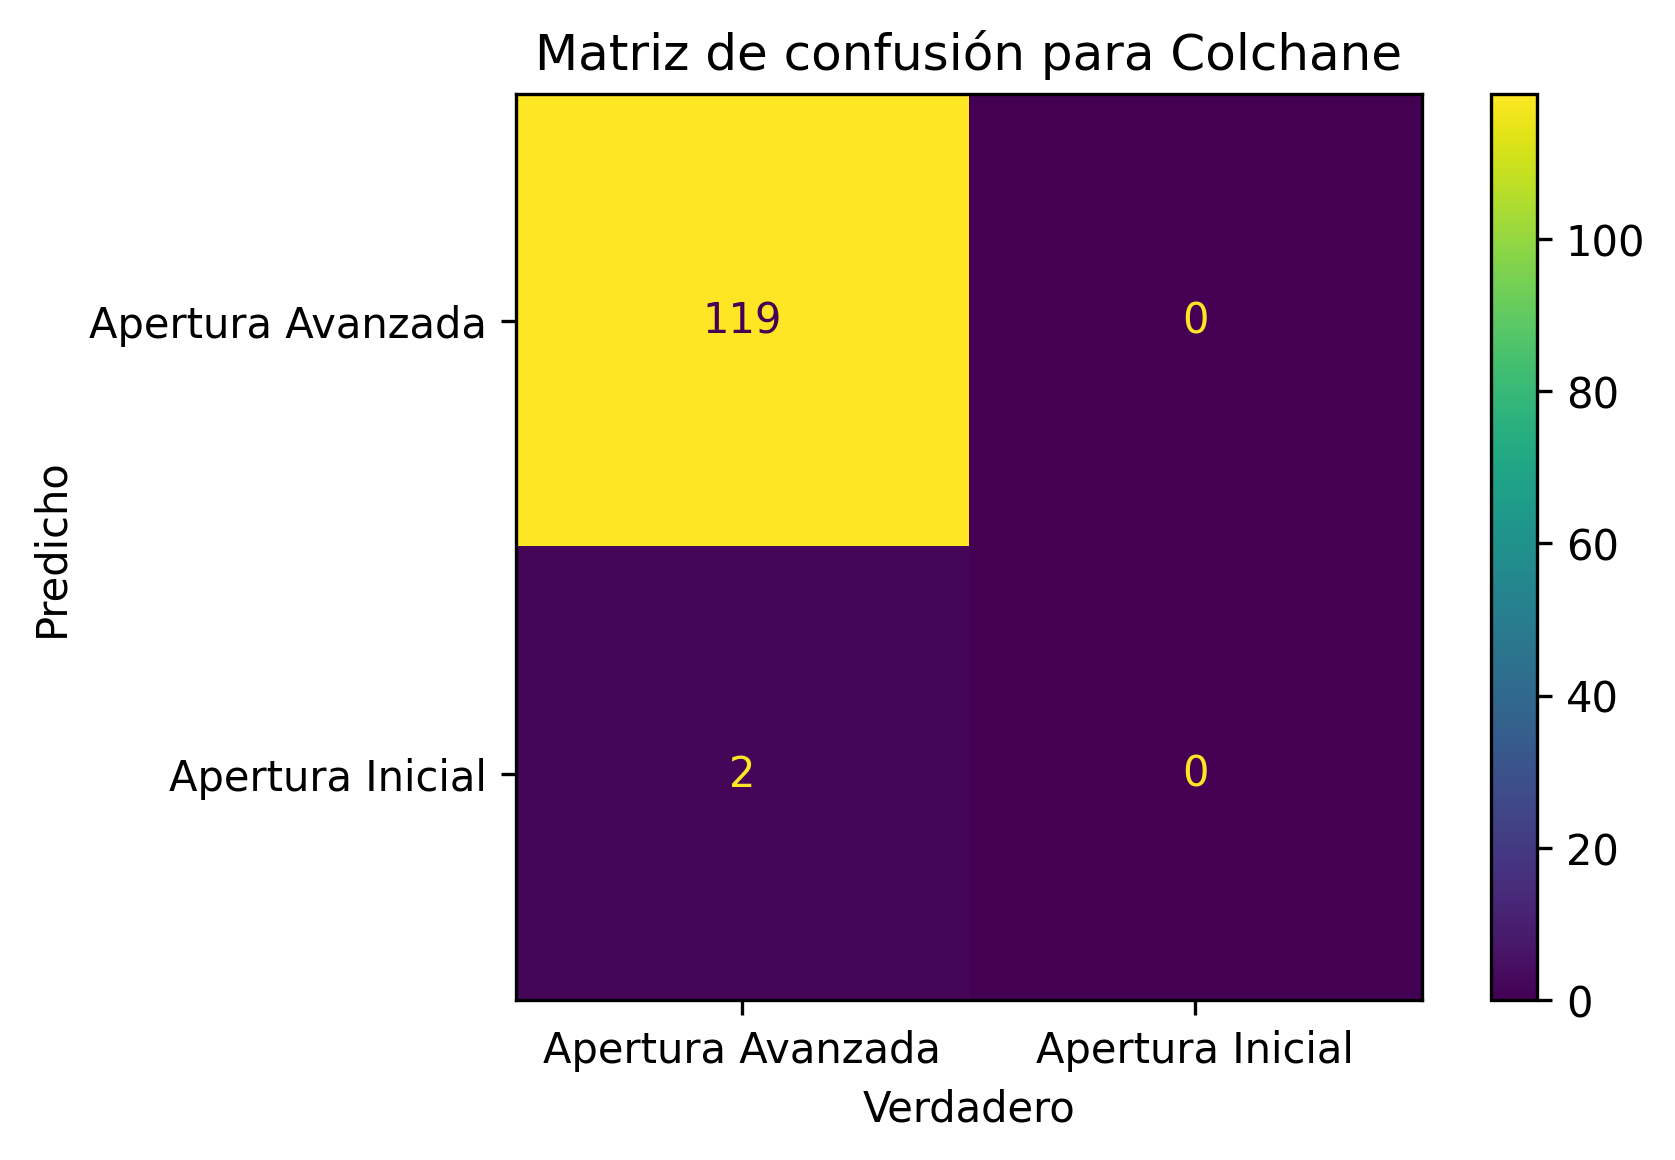 Matriz de confusión para Colchane
Apertura Avanzada
119
0
Apertura Inicial
2
0
Predicho
Apertura Avanzada
Apertura Inicial
Verdadero
100
80
60
40
20
0